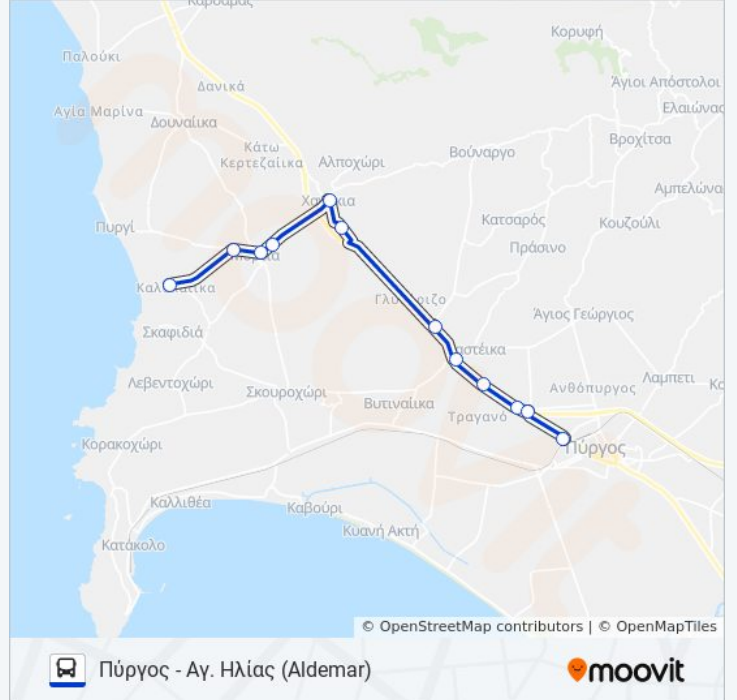 Καρδαμάς
Κορυφή
Παλούκι
Άγιοι Απόστολοι
Δανικά
Αγία Μαρίνα
Δουναίικα
Βροχίτσα
Κάτω
Κερτεζαίικα
Αλποχώρι
Βούναργο
Πυργί
Κατσαρός
Κουζούλι
Πράσινο
Άγιος Γεώργιος
Σκαφιδιά
Λεβεντοχώρι
Σκουροχώρι
Βυτιναίικα
Τραγανό
Ανθόπυργος
Λαμπετι
Κορακοχώρι
Πύργος
Καλλιθέα
Καβούρι
Κυανή Ακτή
Κατάκολο
© OpenStreetMap contributors | © OpenMapTiles
Πύργος - Αγ. Ηλίας (Aldemar)
moovit